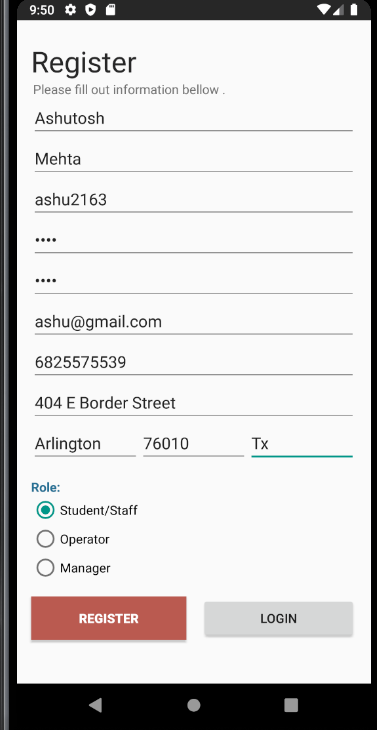 9:50
Register
Please fill out information bellow .
Ashutosh
Mehta
ashu2163
••••
••••
ashu@gmail.com
6825575539
404 E Border Street
Arlington 76010 Tx
Role:
Student/Staff
Operator
Manager
REGISTER LOGIN